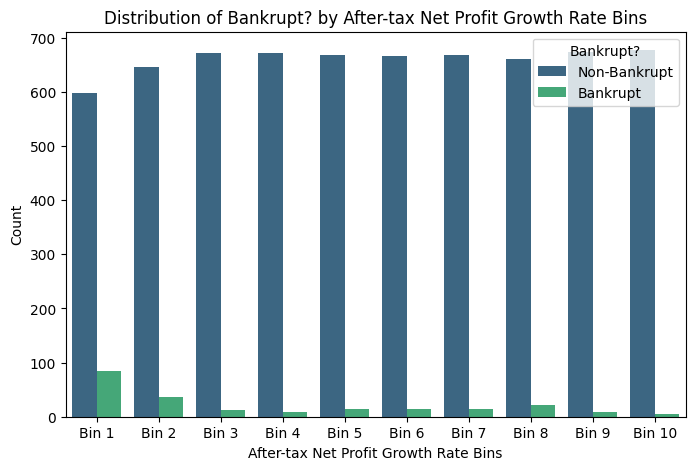 Distribution of Bankrupt? by After-tax Net Profit Growth Rate Bins
Bankrupt?
Non-Bankrupt
Bankrupt
Count
700
600
500
400
300
200
100
0
Bin 1 Bin 2 Bin 3 Bin 4 Bin 5 Bin 6 Bin 7 Bin 8 Bin 9 Bin 10
After-tax Net Profit Growth Rate Bins